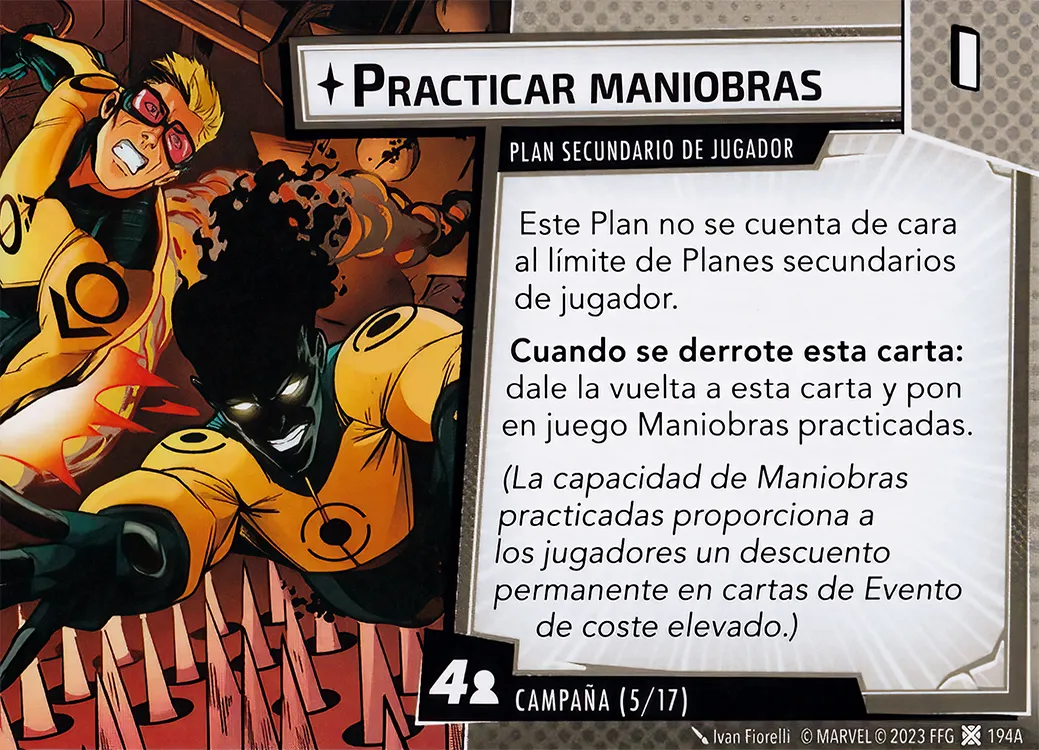 PRACTICAR MANIOBRAS
PLAN SECUNDARIO DE JUGADOR
Este Plan no se cuenta de cara
al límite de Planes secundarios
de jugador.
Cuando se derrote esta carta:
dale la vuelta a esta carta y pon
en juego Maniobras practicadas.
(La capacidad de Maniobras
practicadas proporciona a
los jugadores un descuento
permanente en cartas de Evento
de coste elevado.)
4
CAMPAÑA (5/17)
Ivan Fiorelli © MARVEL © 2023 FFG 194A